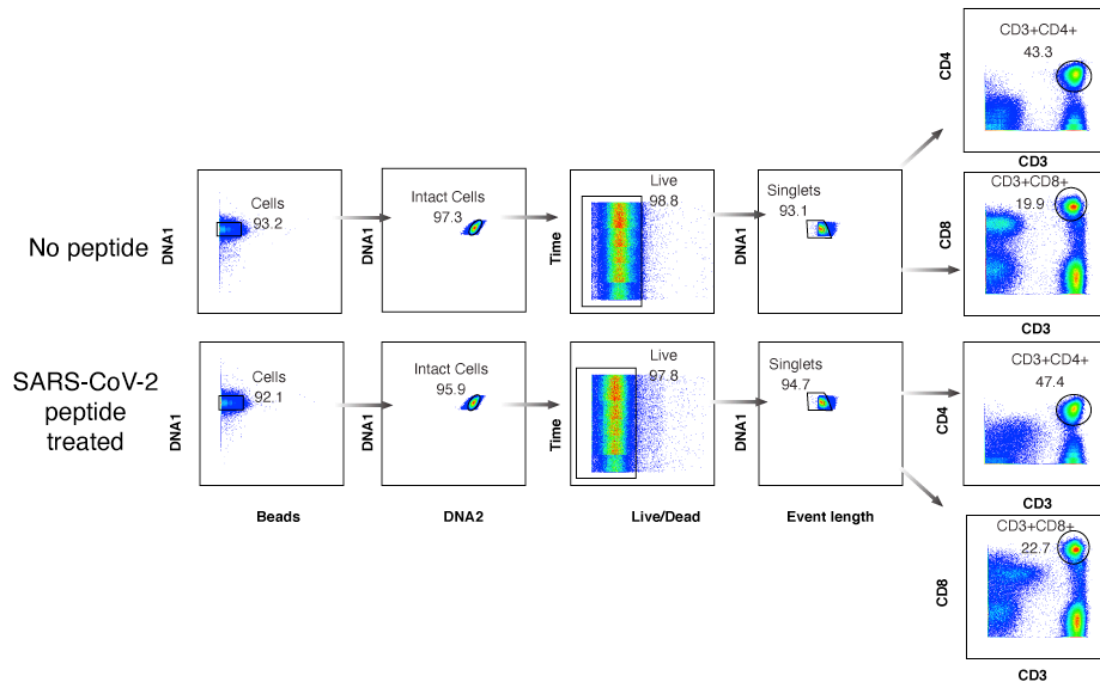 CD3+CD4+
43.3
CD4
CD3
No peptide
DNA1
Cells
93.2
DNA1
Intact Cells
97.3
Time
Live
98.8
DNA1
Singlets
93.1
CD3+CD8+
19.9
CD8
CD3
SARS-CoV-2
peptide
treated
DNA1
Cells
92.1
DNA1
Intact Cells
95.9
Time
Live
97.8
DNA1
Singlets
94.7
CD3+CD4+
47.4
CD4
CD3
Beads
DNA2
Live/Dead
Event length
CD3+CD8+
22.7
CD8
CD3